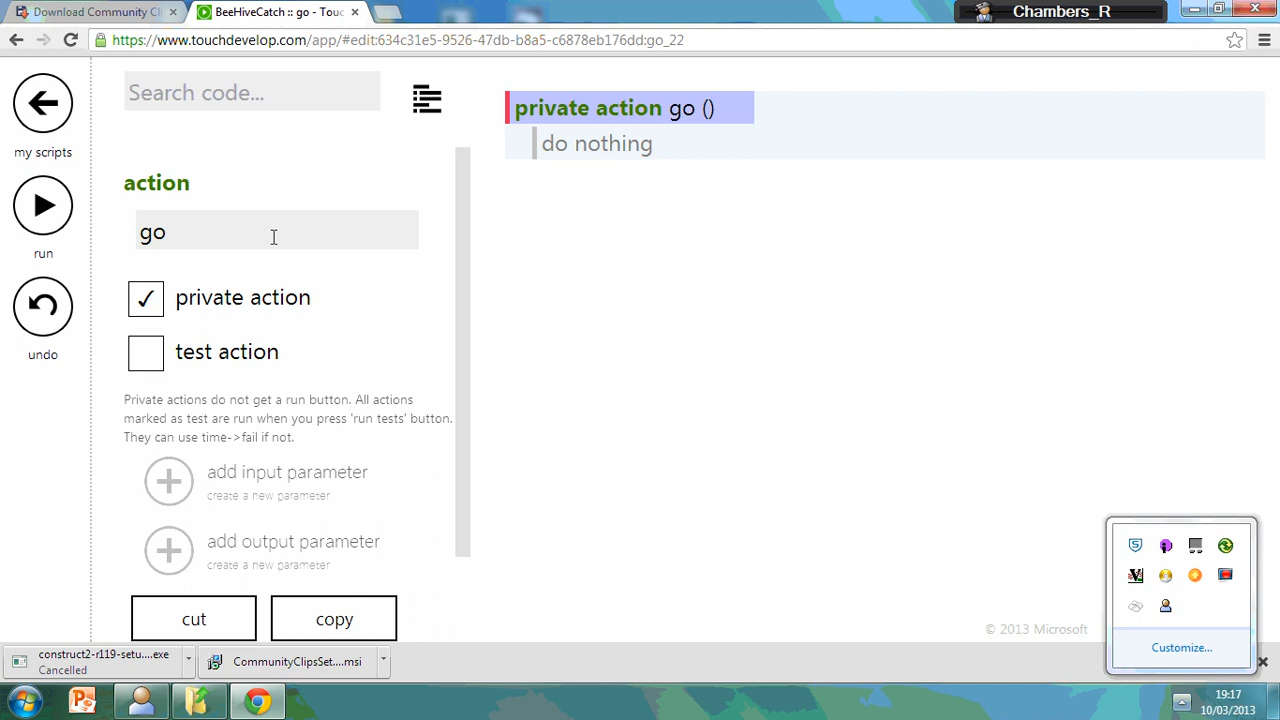 Download Community Cl
BeeHiveCatch :: go - Touc
Chambers_R
https://www.touchdevelop.com/app/#edit:634c31e5-9526-47db-b8a5-c6878eb176dd:go_22
my scripts
run
undo
Search code...
action
go
private action
test action
Private actions do not get a run button. All actions
marked as test are run when you press 'run tests' button.
They can use time->fail if not.
add input parameter
create a new parameter
add output parameter
create a new parameter
cut
copy
private action go ()
do nothing
© 2013 Microsoft
Customize...
construct2-r119-setu....exe
Cancelled
CommunityClipsSet....msi
19:17
10/03/2013